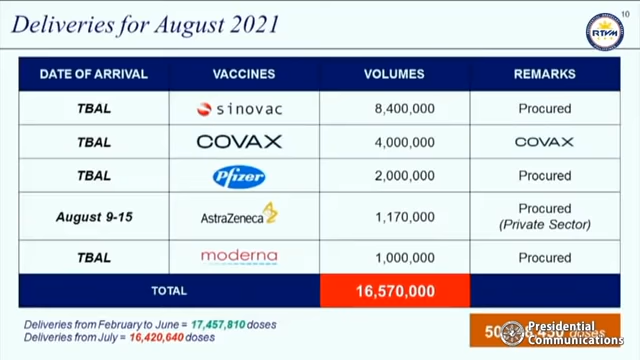 Deliveries for August 2021
10
RTVM
DATE OF ARRIVAL VACCINES VOLUMES REMARKS
TBAL sinovac 8,400,000 Procured
TBAL COVAX 4,000,000 COVAX
TBAL Pfizer 2,000,000 Procured
August 9-15 AstraZeneca 1,170,000 Procured
(Private Sector)
TBAL moderna 1,000,000 Procured
TOTAL 16,570,000
Deliveries from February to June = 17,457,810 doses
Deliveries from July = 16,420,640 doses
doses
Presidential
Communications